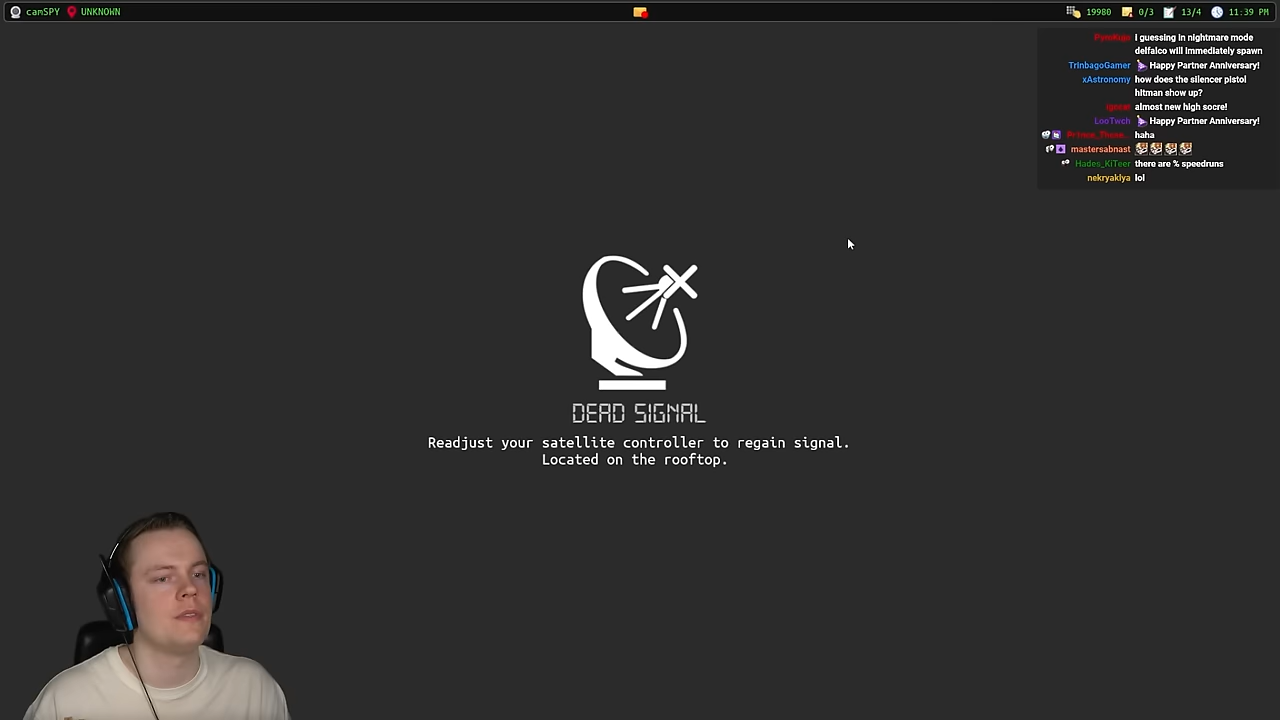 camSPY UNKNOWN 19980 0/3 13/4 11:39 PM
I guessing in nightmare mode
delfalco will immediately spawn
TrinbagoGamer Happy Partner Anniversary!
xAstronomy how does the silencer pistol
hitman show up?
almost new high socre!
LooTwch Happy Partner Anniversary!
haha
mastersabnast
Hades_KiTeer there are % speedruns
nekryakiya lol
DEAD SIGNAL
Readjust your satellite controller to regain signal.
Located on the rooftop.